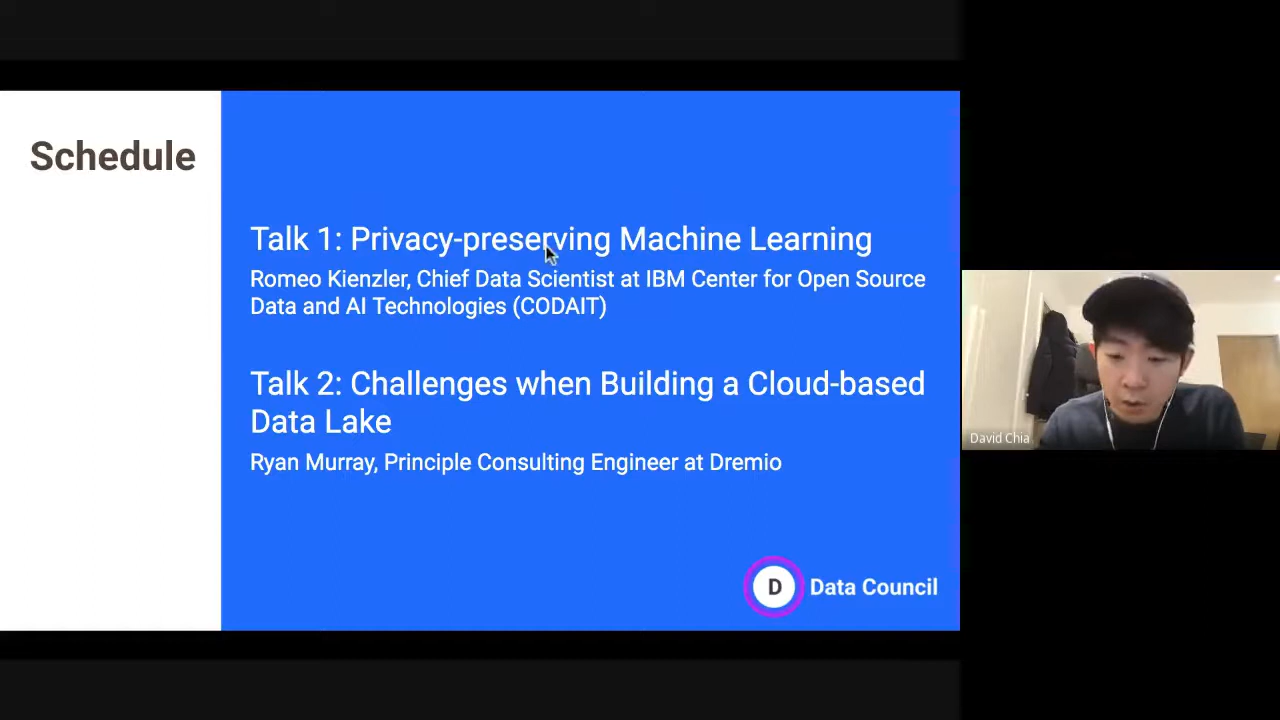 Schedule
Talk 1: Privacy-preserving Machine Learning
Romeo Kienzler, Chief Data Scientist at IBM Center for Open Source
Data and AI Technologies (CODAIT)
Talk 2: Challenges when Building a Cloud-based
Data Lake
Ryan Murray, Principle Consulting Engineer at Dremio
D Data Council
David Chia